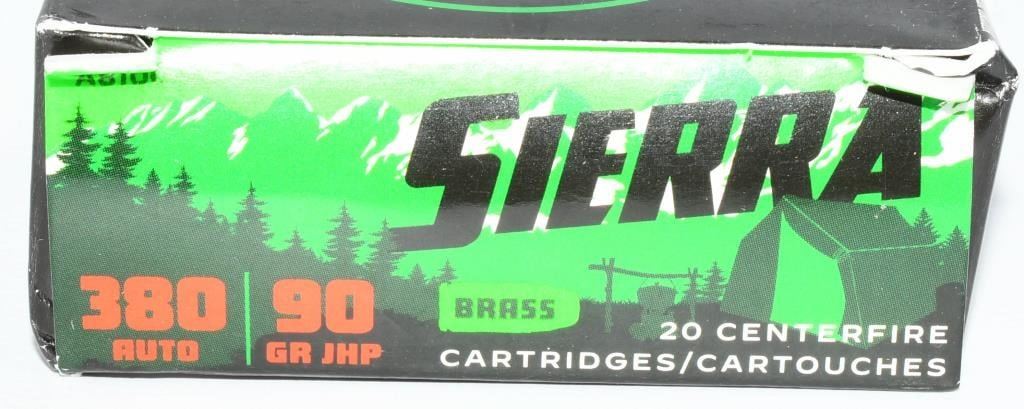 SIERRA
380 AUTO
90 GR JHP
BRASS
20 CENTERFIRE
CARTRIDGES/CARTOUCHES